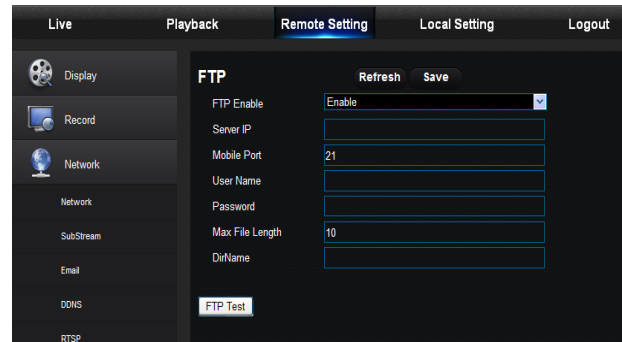 Live Playback Remote Setting Local Setting Logout
Display
Record
Network
Network
SubStream
Email
DDNS
RTSP
FTP Refresh Save
FTP Enable Enable
Server IP
Mobile Port 21
User Name
Password
Max File Length 10
DirName
FTP Test